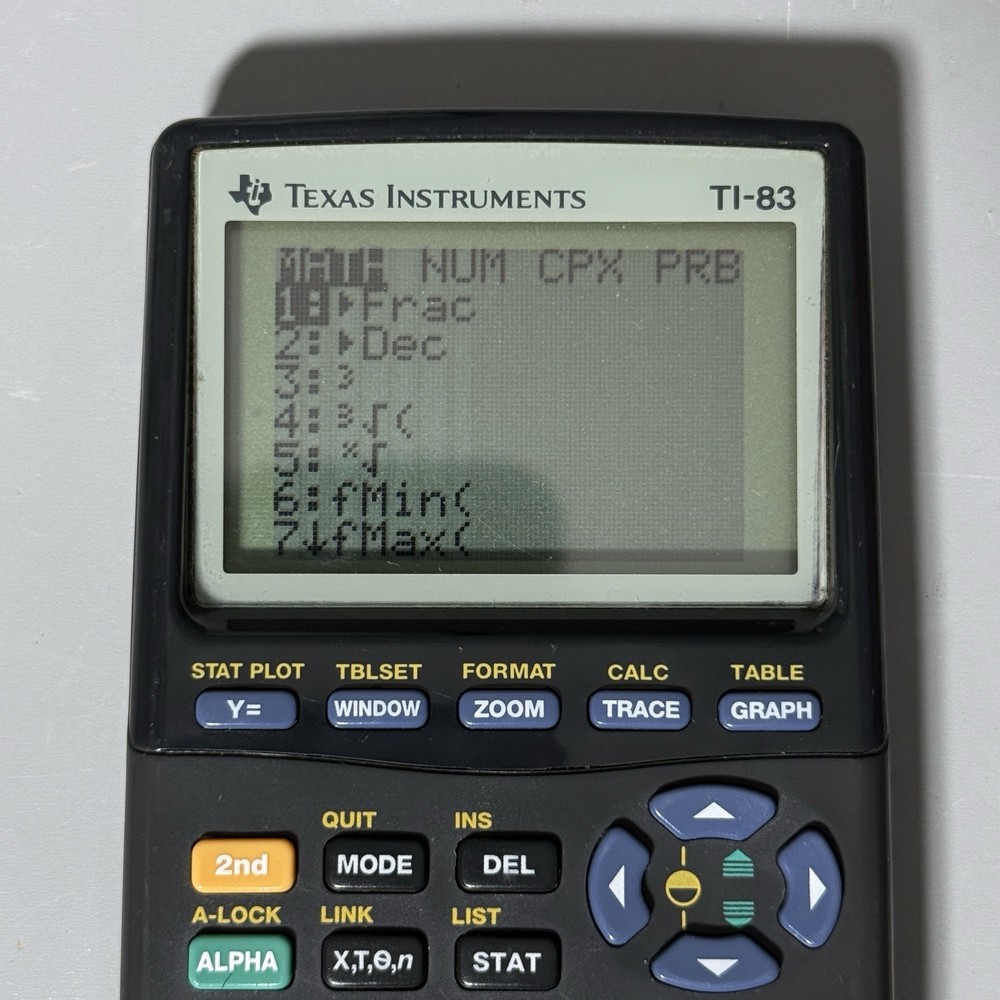 TEXAS INSTRUMENTS TI-83
MATH NUM CPX PRB
1:▶Frac
2:▶Dec
3:³
4:³√(
5:ˣ√
6:fMin(
7↓fMax(
STAT PLOT TBLSET FORMAT CALC TABLE
Y= WINDOW ZOOM TRACE GRAPH
QUIT INS
2nd MODE DEL
A-LOCK LINK LIST
ALPHA X,T,Θ,n STAT